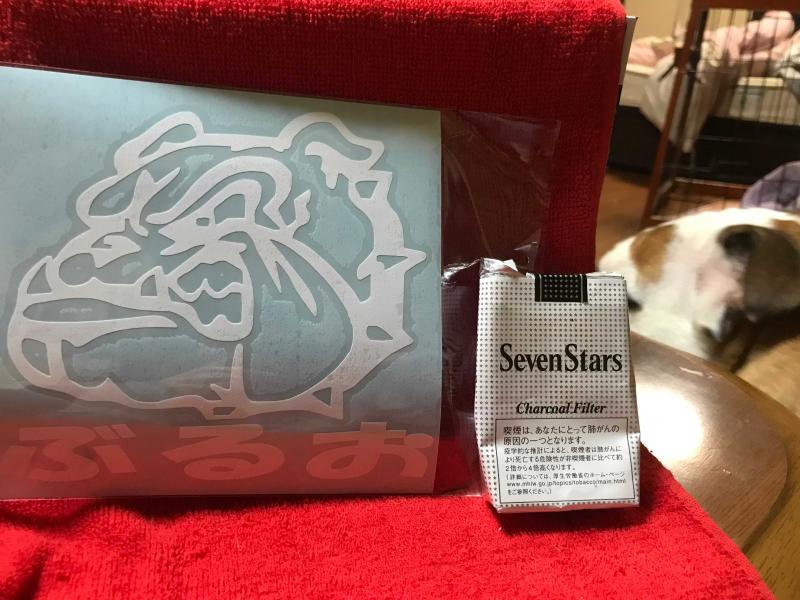 ぶるお
SevenStars
Charcoal Filter
喫煙は、あなたにとって肺がんの
原因の一つとなります。
疫学的な推計によると、喫煙者は肺がんに
より死亡する危険性が非喫煙者に比べて約
2倍から4倍高くなります。
(詳細については、厚生労働省のホーム・ページ
www.mhlw.go.jp/topics/tobacco/main.html
をご参照ください。)